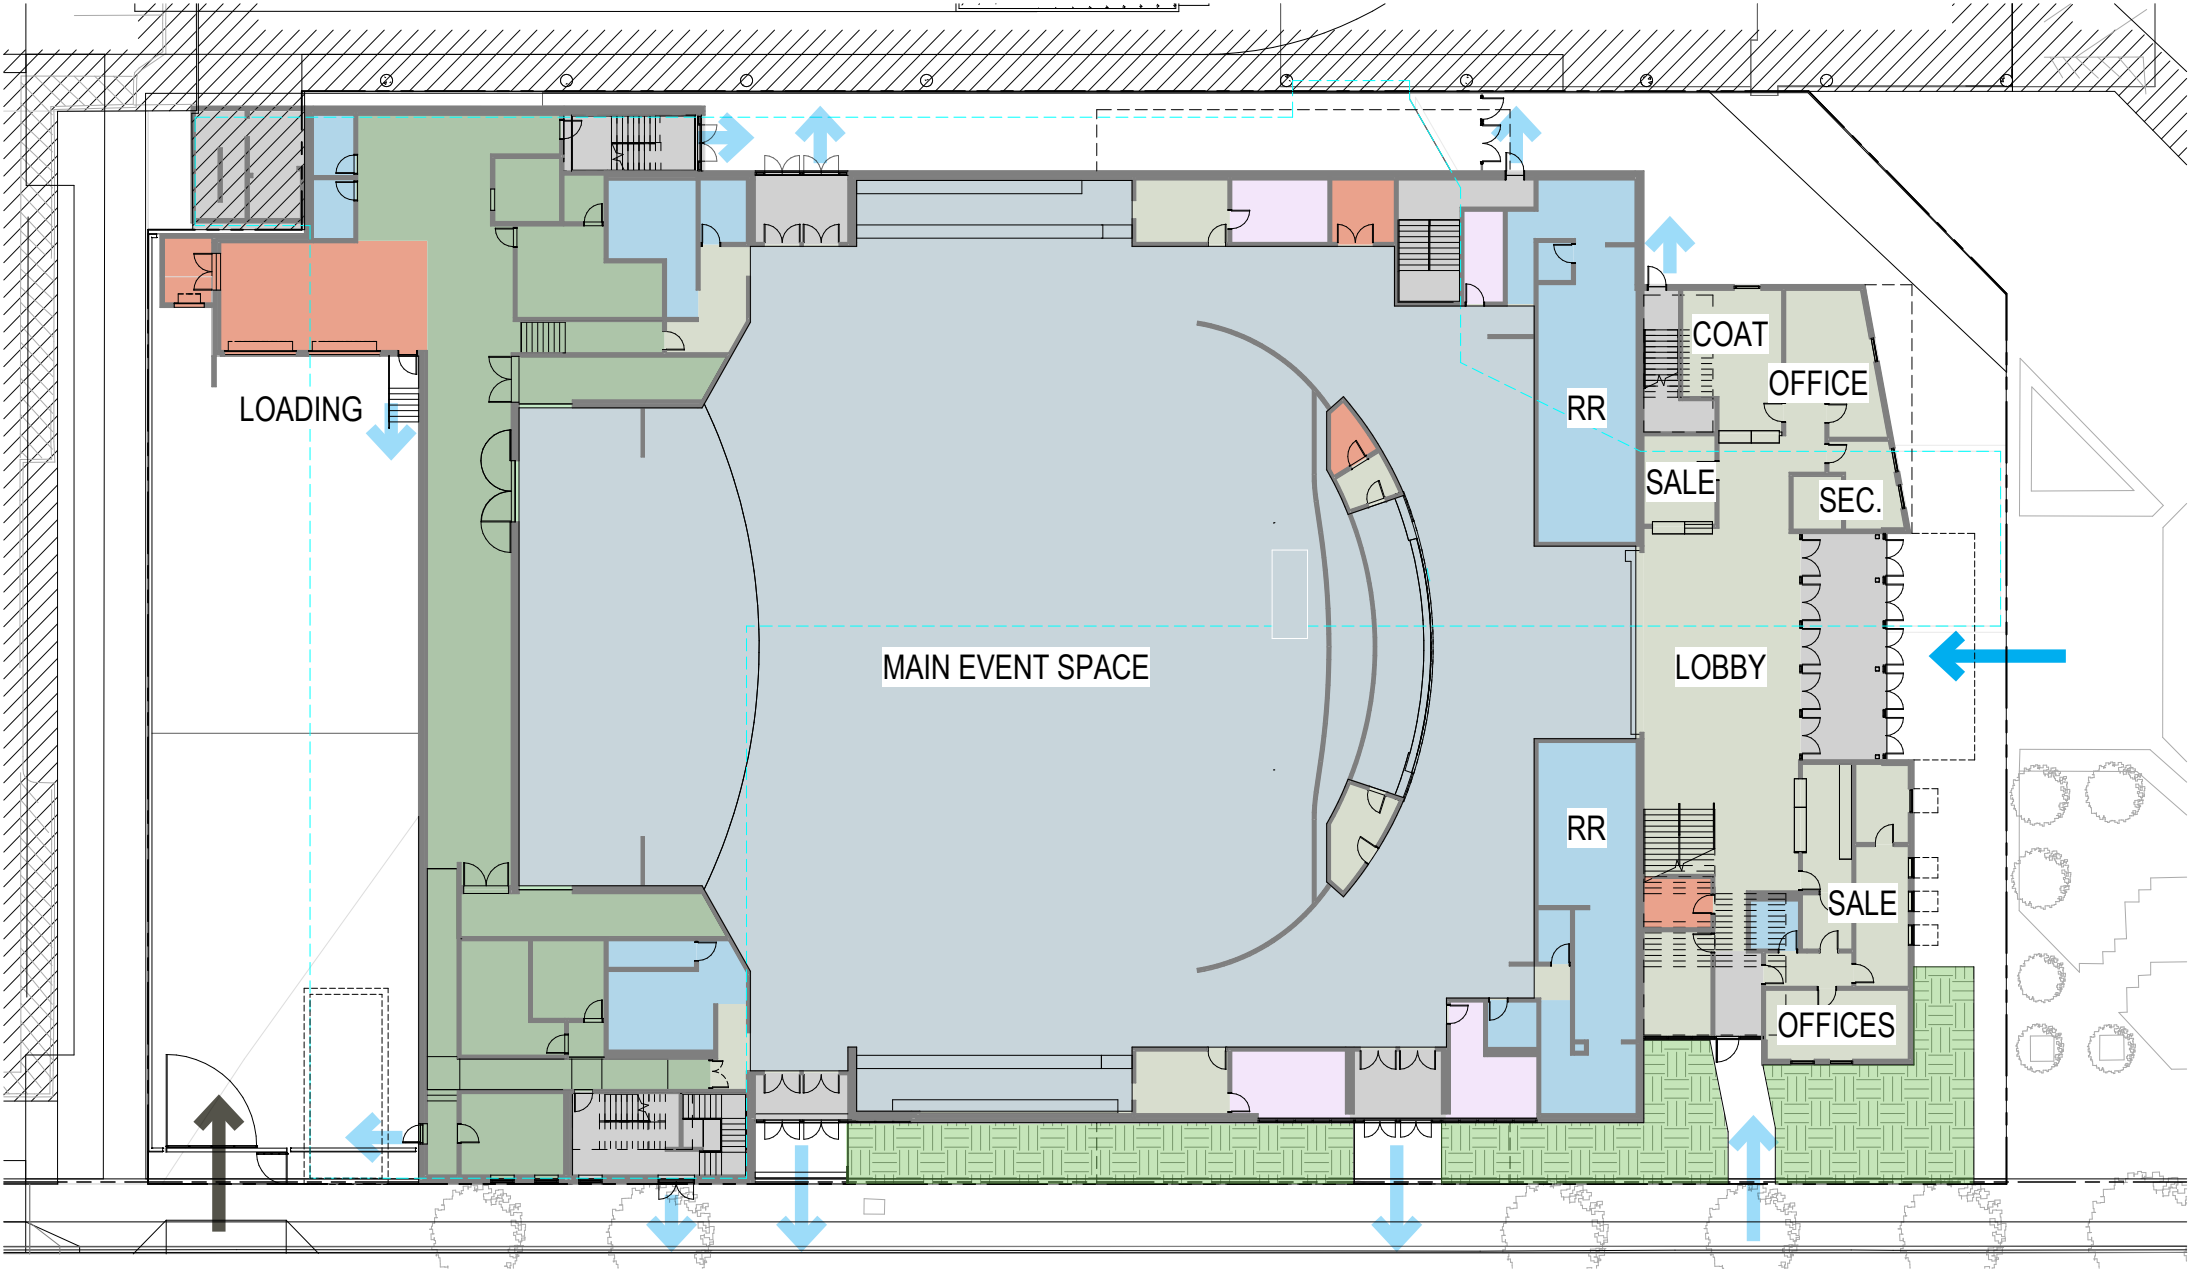 COAT
OFFICE
LOADING
RR
SALE
SEC.
MAIN EVENT SPACE
LOBBY
RR
SALE
OFFICES